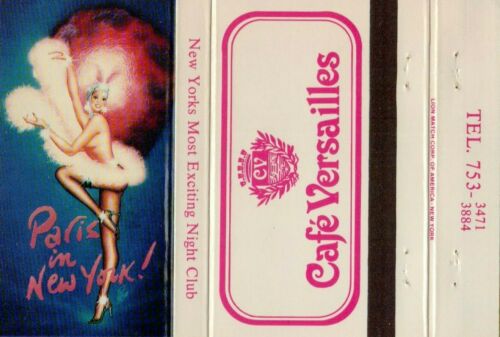 Paris
in
New York!
New Yorks Most Exciting Night Club
Café Versailles
LCV
LION MATCH CORP. OF AMERICA, NEW YORK
TEL. 753- 3471
3884